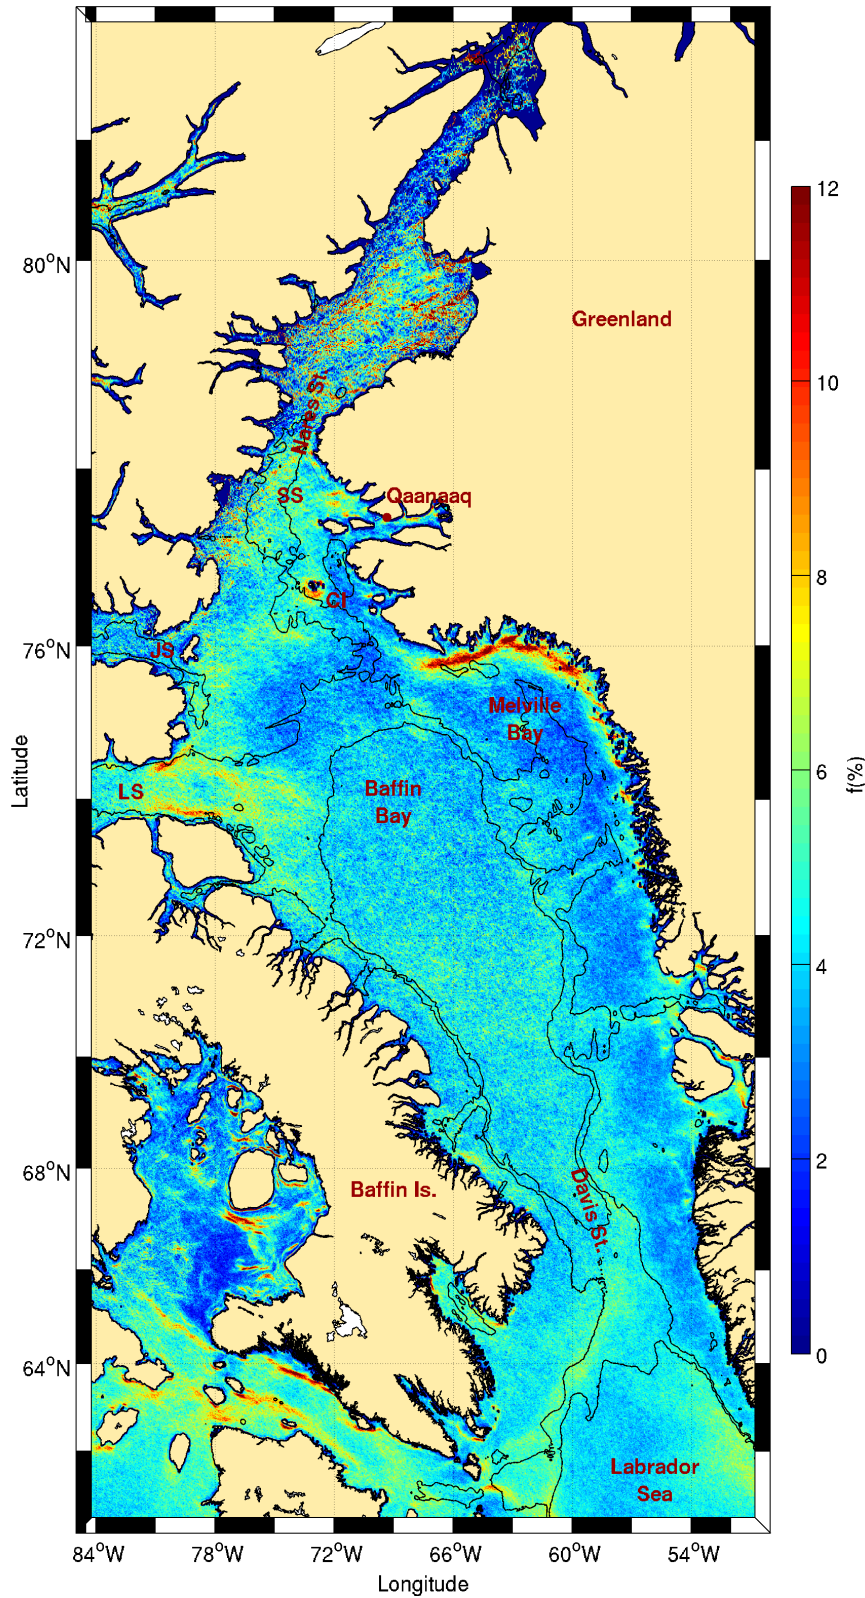 12
80°N
Greenland
10
Nares St.
SS
Qaanaaq
8
CI
76°N
JS
Melville
Bay
Latitude
LS
Baffin
Bay
6
f(%)
72°N
4
68°N
Baffin Is.
Davis St.
2
64°N
0
Labrador
Sea
84°W
78°W
72°W
66°W
60°W
54°W
Longitude